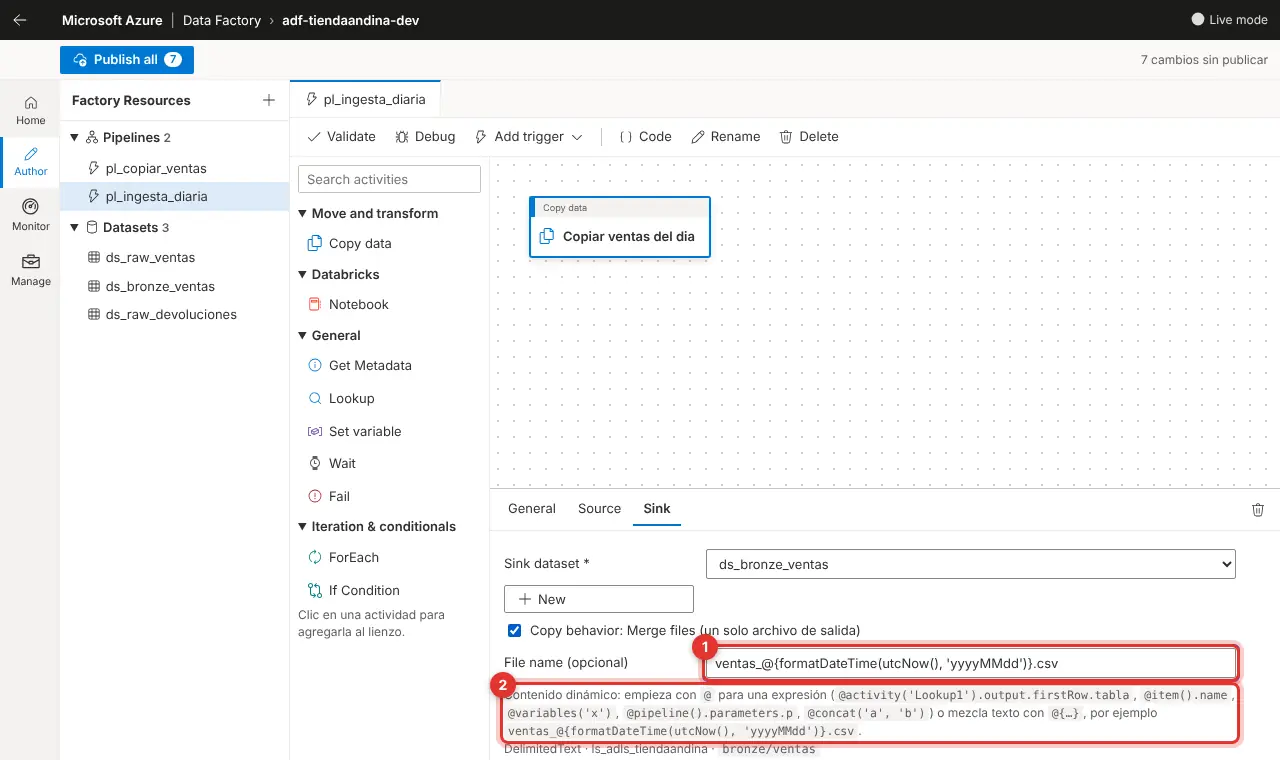 Microsoft Azure Data Factory › adf-tiendaandina-dev Live mode
Publish all 7 7 cambios sin publicar
Home
Author
Monitor
Manage
Factory Resources
Pipelines 2
pl_copiar_ventas
pl_ingesta_diaria
Datasets 3
ds_raw_ventas
ds_bronze_ventas
ds_raw_devoluciones
pl_ingesta_diaria
Validate Debug Add trigger Code Rename Delete
Search activities
Move and transform
Copy data
Databricks
Notebook
General
Get Metadata
Lookup
Set variable
Wait
Fail
Iteration & conditionals
ForEach
If Condition
Clic en una actividad para
agregarla al lienzo.
Copy data
Copiar ventas del dia
General Source Sink
Sink dataset * ds_bronze_ventas
New
Copy behavior: Merge files (un solo archivo de salida)
1
File name (opcional) ventas_@{formatDateTime(utcNow(), 'yyyyMMdd')}.csv
2
Contenido dinámico: empieza con @ para una expresión ( @activity('Lookup1').output.firstRow.tabla , @item().name ,
@variables('x') , @pipeline().parameters.p , @concat('a', 'b') ) o mezcla texto con @{…} , por ejemplo
ventas_@{formatDateTime(utcNow(), 'yyyyMMdd')}.csv .
DelimitedText · ls_adls_tiendaandina · bronze/ventas